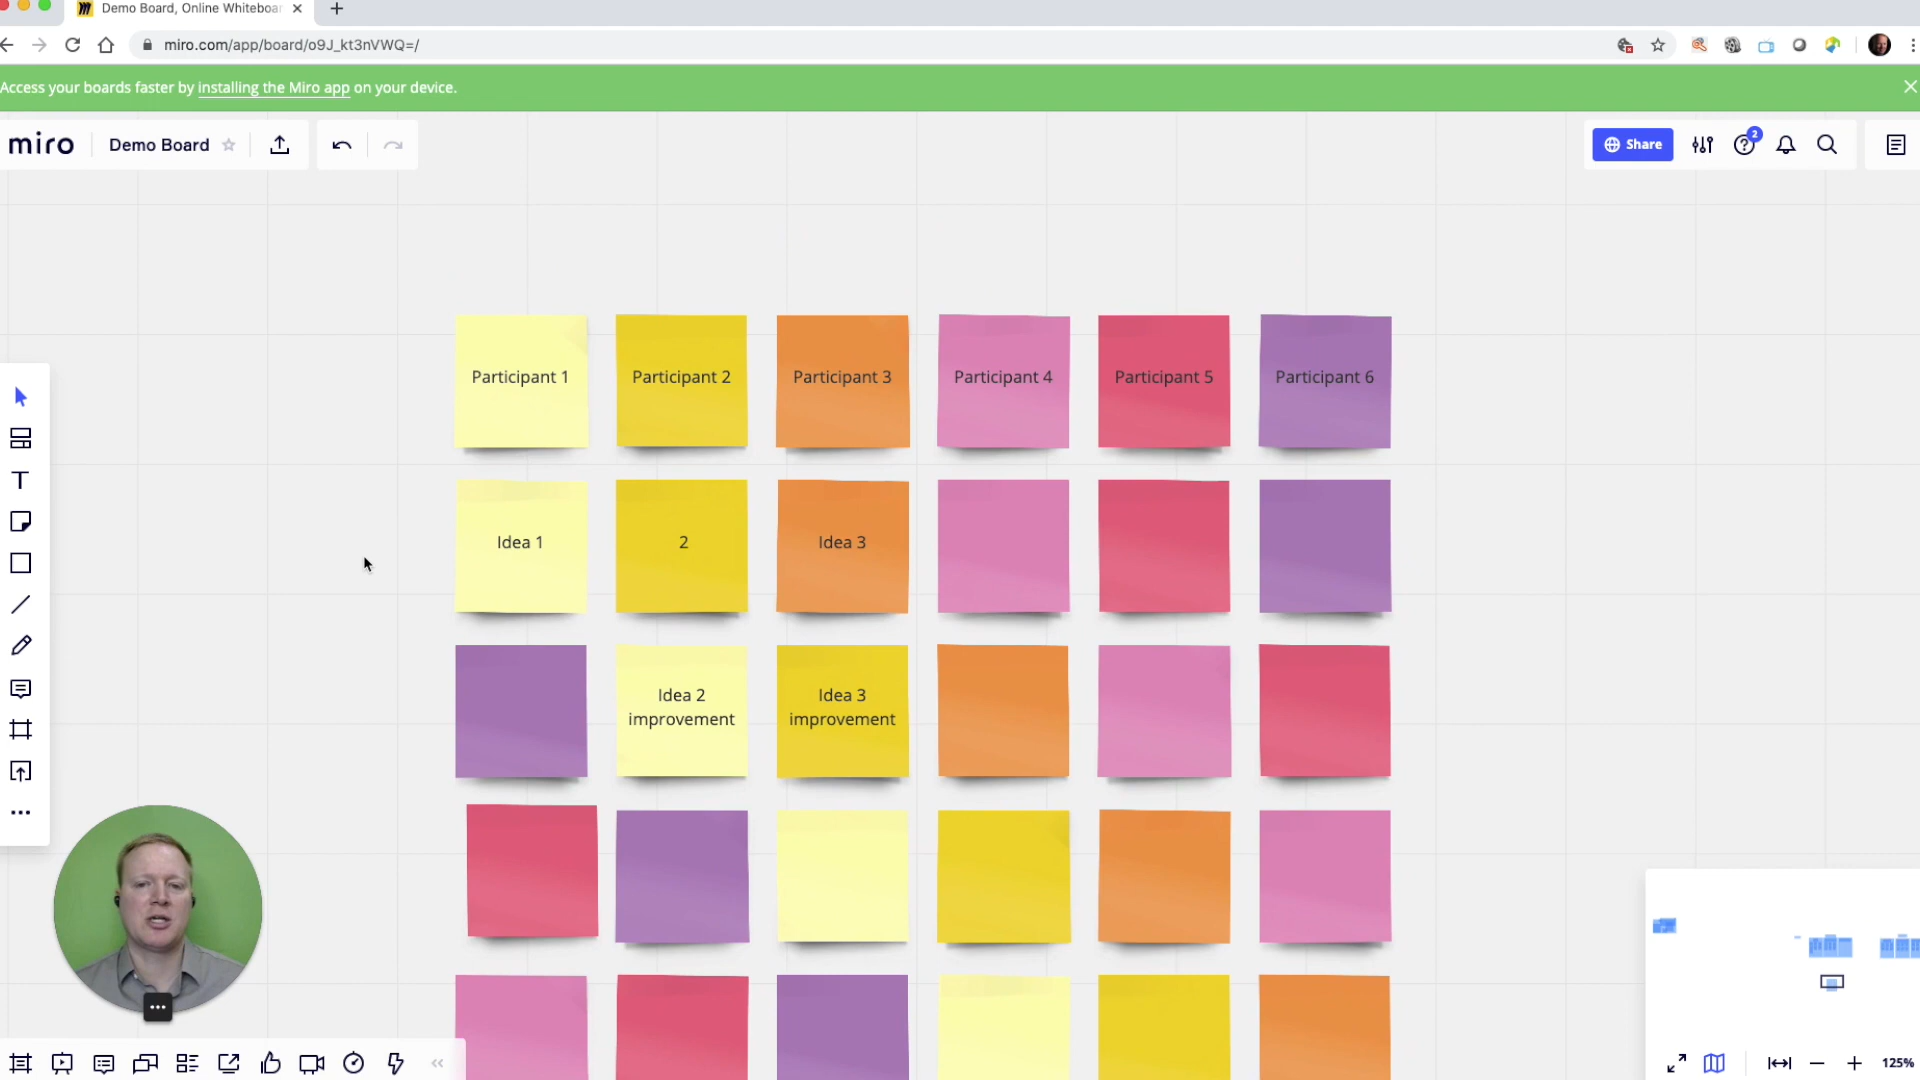 Demo Board, Online Whiteboar
miro.com/app/board/o9J_kt3nVWQ=/
Access your boards faster by installing the Miro app on your device.
miro
Demo Board
Share
2
Participant 1
Participant 2
Participant 3
Participant 4
Participant 5
Participant 6
Idea 1
2
Idea 3
Idea 2
improvement
Idea 3
improvement
125%